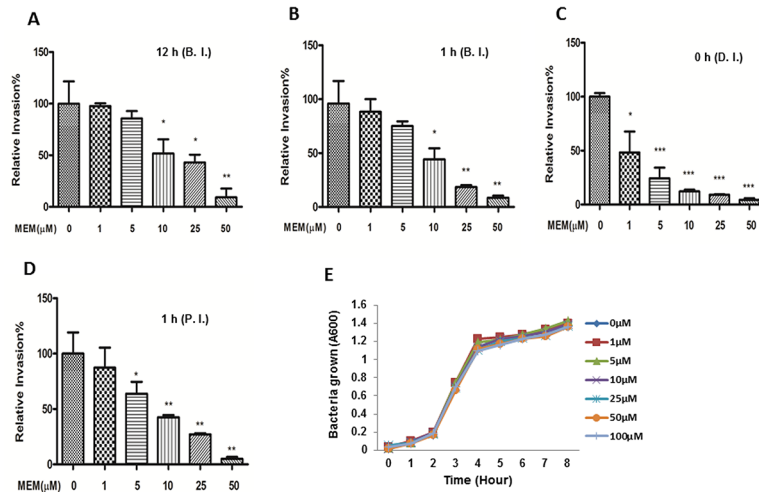 A
12 h (B. I.)
Relative Invasion%
150
100
50
0
* * **
MEM(μM) 0 1 5 10 25 50
B
1 h (B. I.)
Relative Invasion%
150
100
50
0
* ** **
MEM(μM) 0 1 5 10 25 50
C
0 h (D. I.)
Relative Invasion%
150
100
50
0
* *** *** *** ***
MEM(μM) 0 1 5 10 25 50
D
1 h (P. I.)
Relative Invasion%
150
100
50
0
* ** ** **
MEM(μM) 0 1 5 10 25 50
E
Bacteria grown (A600)
1.6
1.4
1.2
1
0.8
0.6
0.4
0.2
0
0 1 2 3 4 5 6 7 8
Time (Hour)
0μM
1μM
5μM
10μM
25μM
50μM
100μM